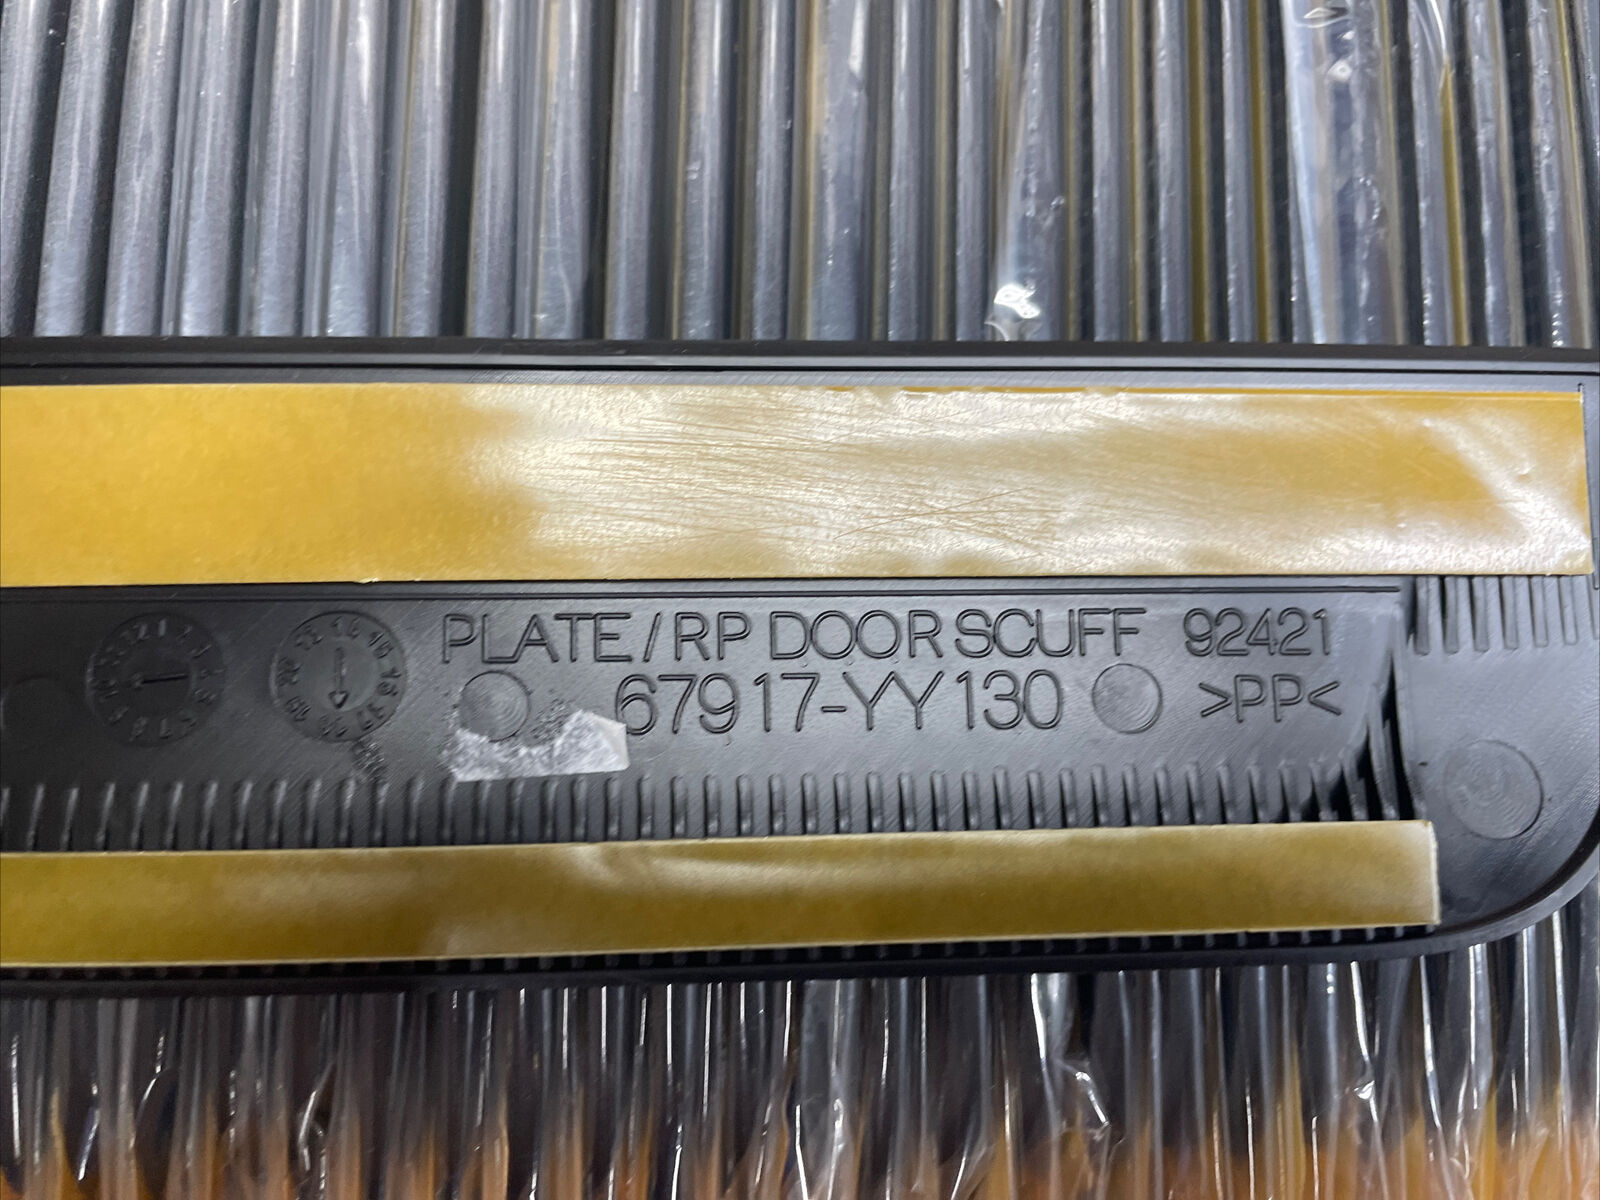 PLATE/RP DOOR SCUFF 92421
67917-YY130 >PP<